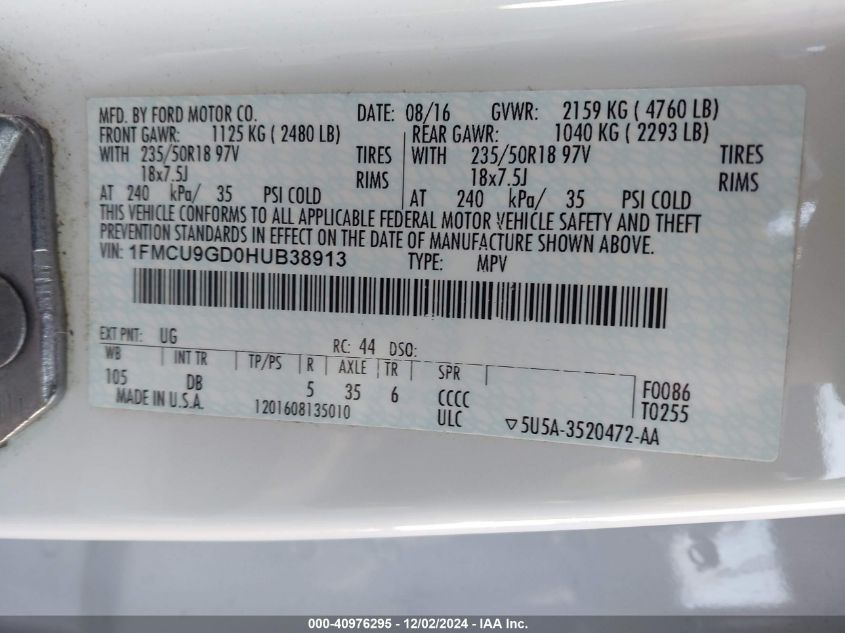 MFD. BY FORD MOTOR CO. DATE: 08/16 GVWR: 2159 KG ( 4760 LB)
FRONT GAWR: 1125 KG ( 2480 LB) REAR GAWR: 1040 KG ( 2293 LB)
WITH 235/50R18 97V TIRES WITH 235/50R18 97V TIRES
18x7.5J RIMS 18x7.5J RIMS
AT 240 kPa/ 35 PSI COLD AT 240 kPa/ 35 PSI COLD
THIS VEHICLE CONFORMS TO ALL APPLICABLE FEDERAL MOTOR VEHICLE SAFETY AND THEFT
PREVENTION STANDARDS IN EFFECT ON THE DATE OF MANUFACTURE SHOWN ABOVE.
VIN: 1FMCU9GD0HUB38913 TYPE: MPV
EXT PNT: UG RC: 44 DSO:
WB INT TR TP/PS R AXLE TR SPR
105 DB 5 35 6 CCCC F0086
MADE IN U.S.A. 1201608135010 ULC ▽5U5A-3520472-AA T0255
000-40976295 - 12/02/2024 - IAAI.com